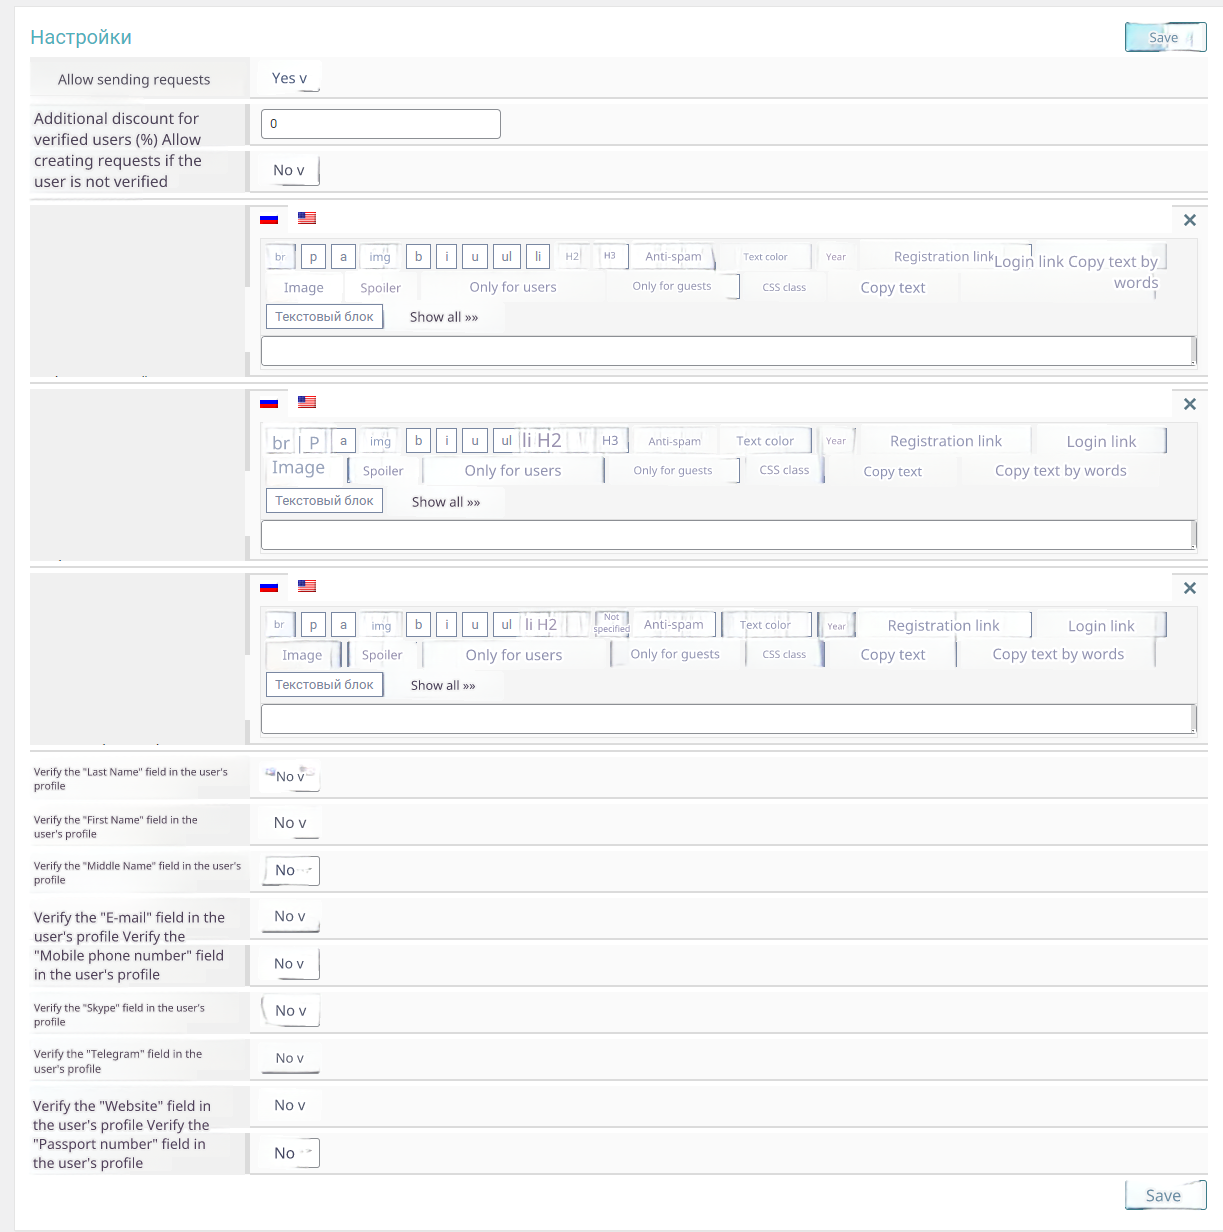 Настройки
Save
Allow sending requests
Yes v
Additional discount for
verified users (%) Allow
creating requests if the
user is not verified
0
No v
br p a img b i u ul li H2 H3 Anti-spam Text color Year Registration link Login link Copy text by
words
Image Spoiler Only for users Only for guests CSS class Copy text
Текстовый блок Show all »»
br P a img b i u ul li H2 H3 Anti-spam Text color Year Registration link Login link
Image Spoiler Only for users Only for guests CSS class Copy text Copy text by words
Текстовый блок Show all »»
br p a img b i u ul li H2 Not specified Anti-spam Text color Year Registration link Login link
Image Spoiler Only for users Only for guests CSS class Copy text Copy text by words
Текстовый блок Show all »»
Verify the "Last Name" field in the user's
profile
No v
Verify the "First Name" field in the
user's profile
No v
Verify the "Middle Name" field in the user's
profile
No
Verify the "E-mail" field in the
user's profile Verify the
"Mobile phone number" field
in the user's profile
No v
No v
Verify the "Skype" field in the user's
profile
No v
Verify the "Telegram" field in the
user's profile
No v
Verify the "Website" field in
the user's profile Verify the
"Passport number" field in
the user's profile
No v
No
Save